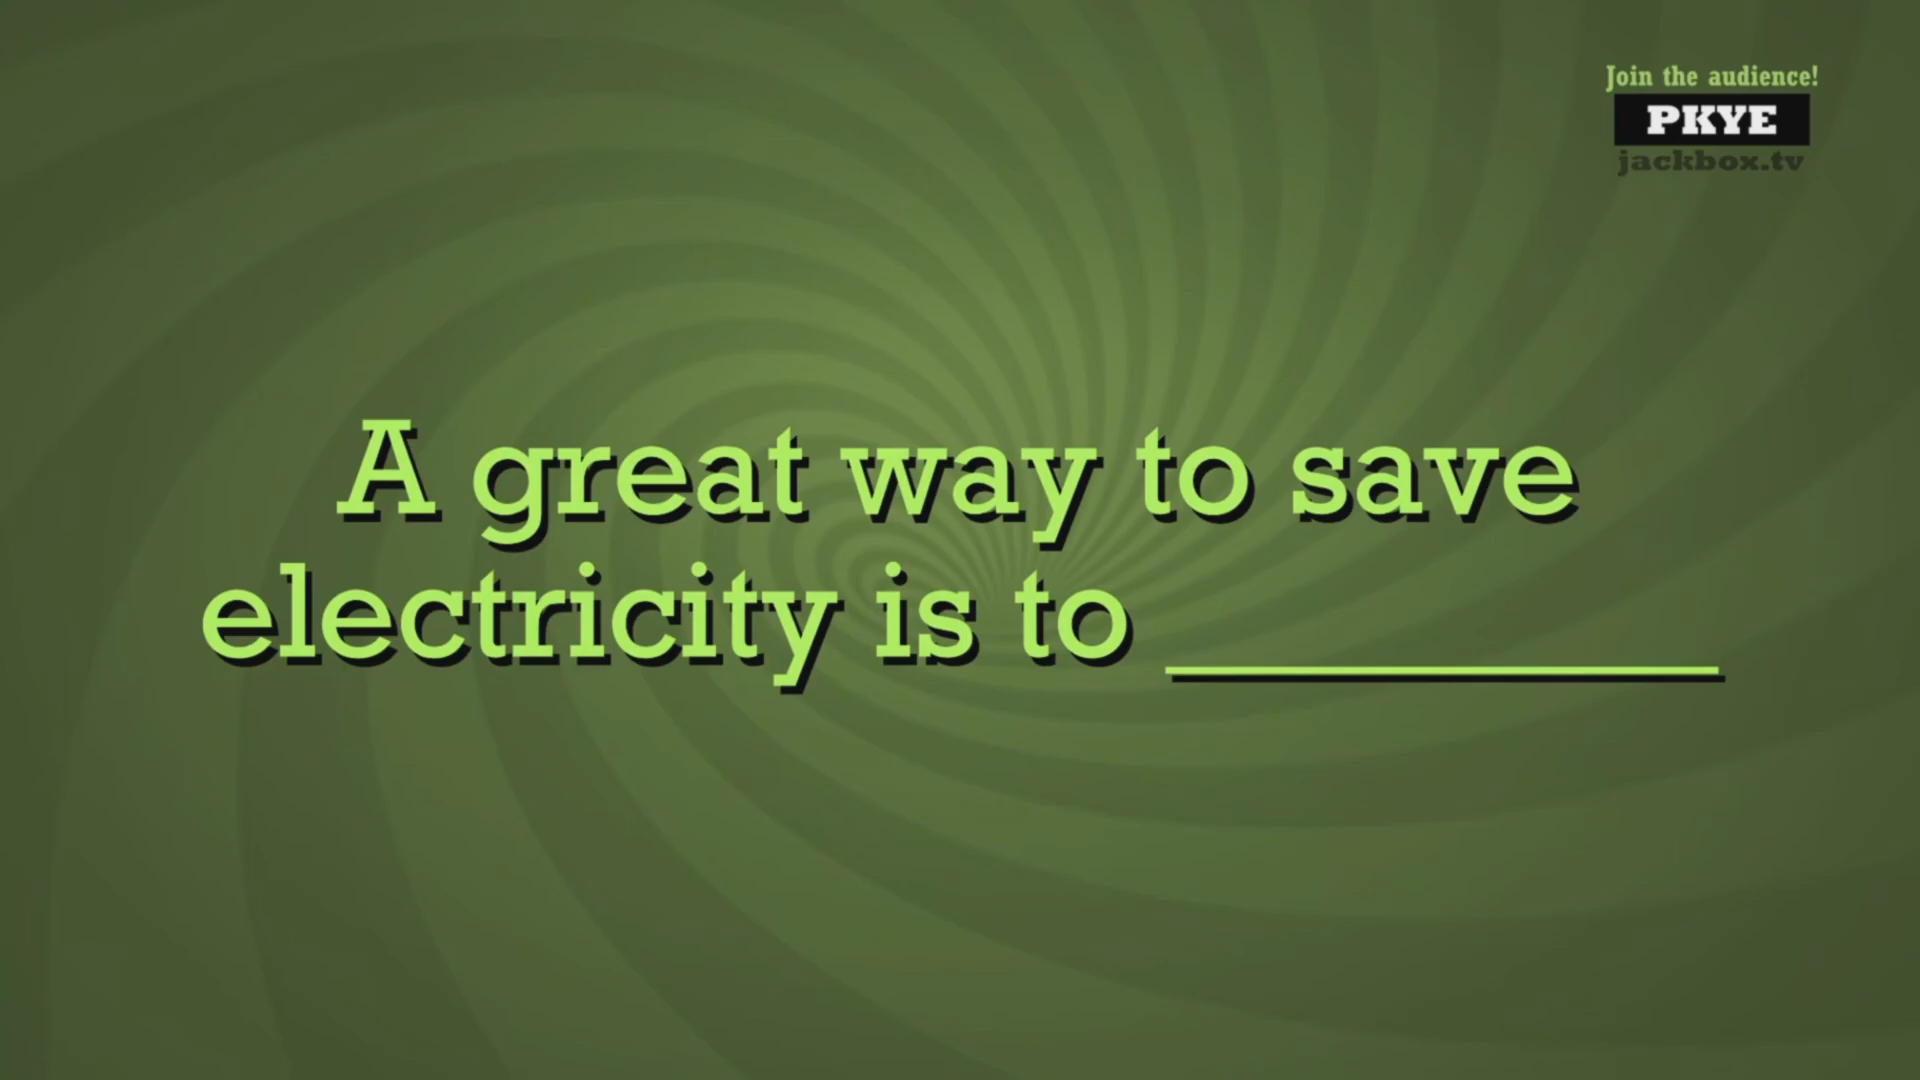 Join the audience!
PKYE
jackbox.tv
A great way to save
electricity is to ________